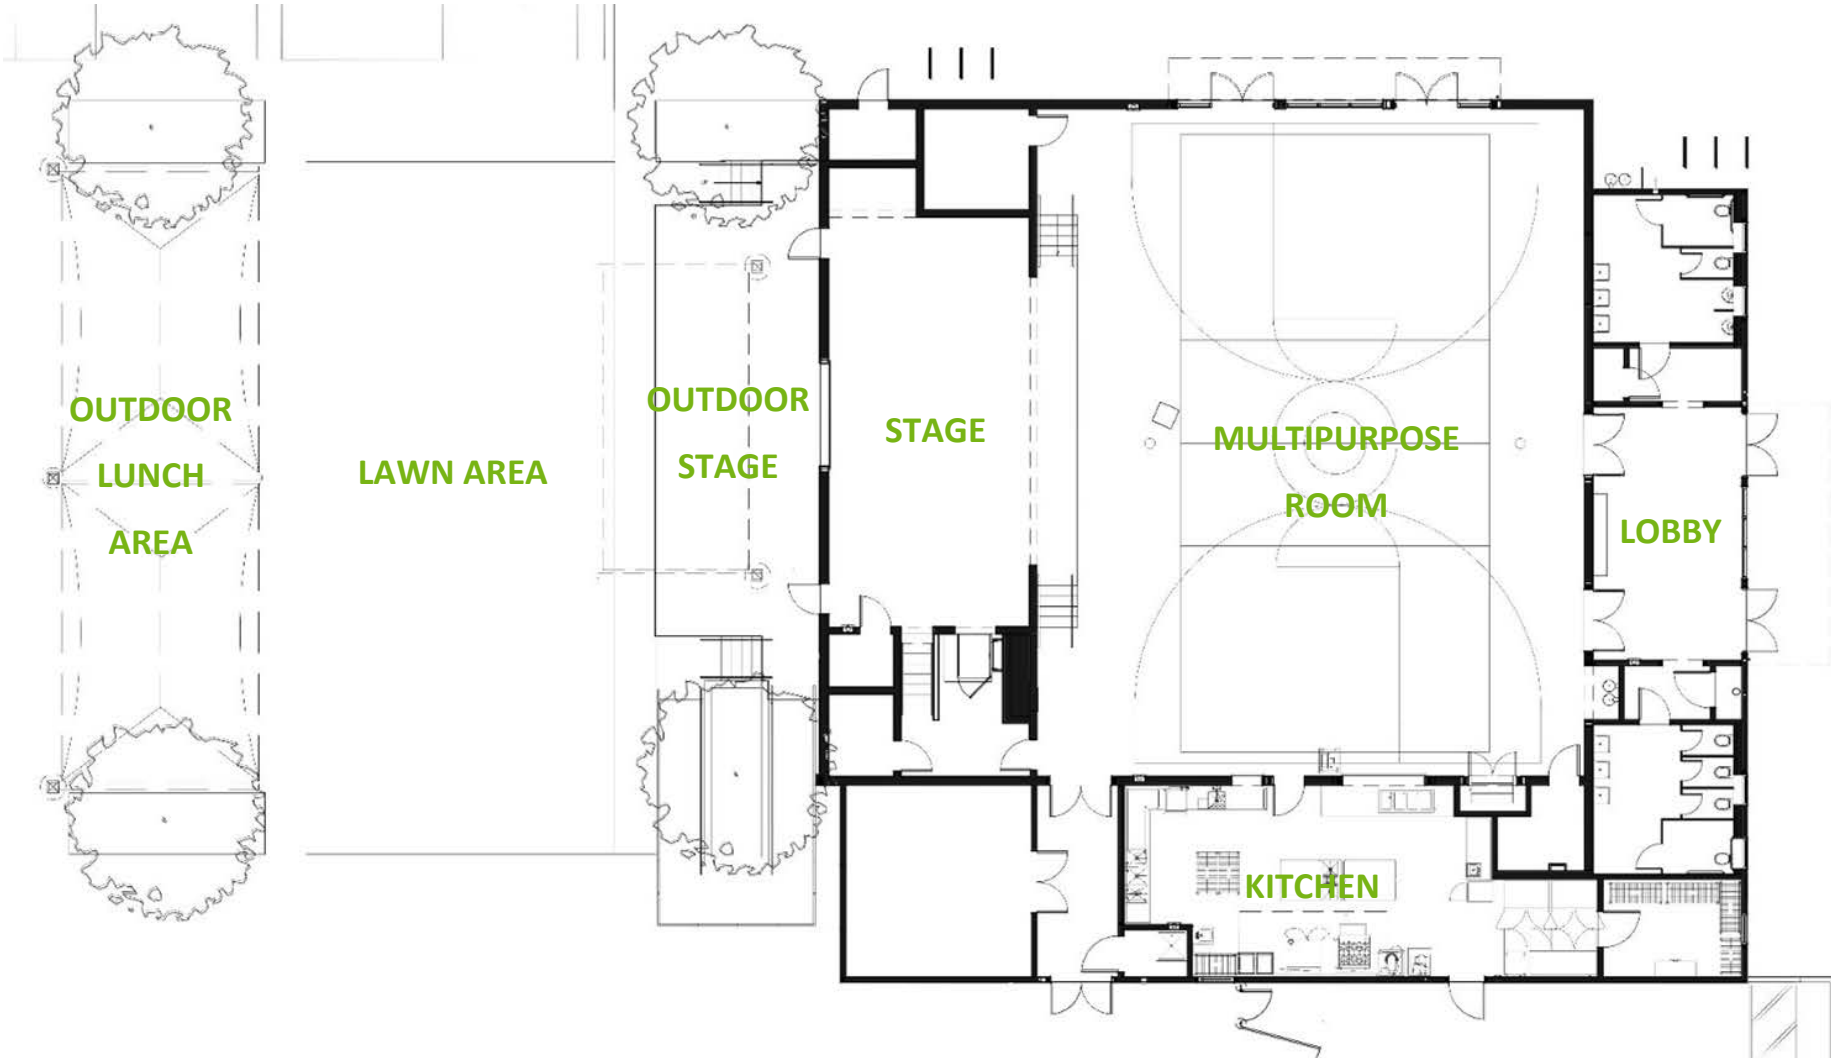 OUTDOOR
LUNCH
AREA
LAWN AREA
OUTDOOR
STAGE
STAGE
MULTIPURPOSE
ROOM
LOBBY
KITCHEN